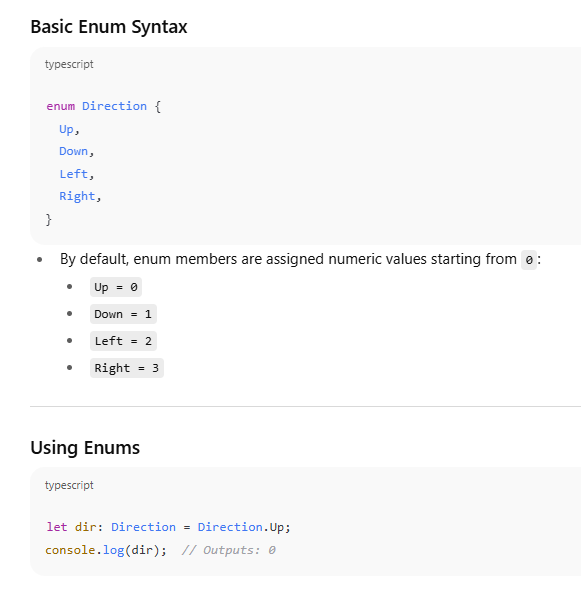 Basic Enum Syntax
typescript
enum Direction {
Up,
Down,
Left,
Right,
}
By default, enum members are assigned numeric values starting from 0:
Up = 0
Down = 1
Left = 2
Right = 3
Using Enums
typescript
let dir: Direction = Direction.Up;
console.log(dir);  // Outputs: 0